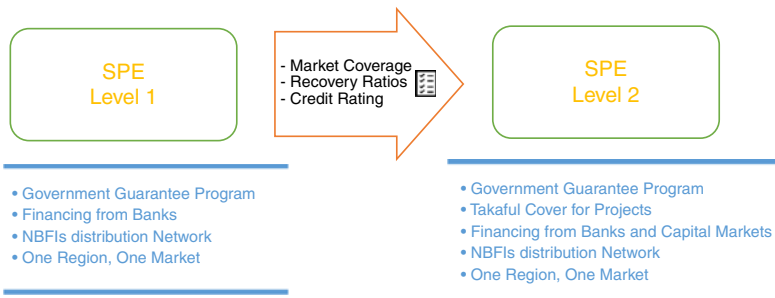 SPE
Level 1
- Market Coverage
- Recovery Ratios
- Credit Rating
SPE
Level 2
• Government Guarantee Program
• Financing from Banks
• NBFIs distribution Network
• One Region, One Market
• Government Guarantee Program
• Takaful Cover for Projects
• Financing from Banks and Capital Markets
• NBFIs distribution Network
• One Region, One Market